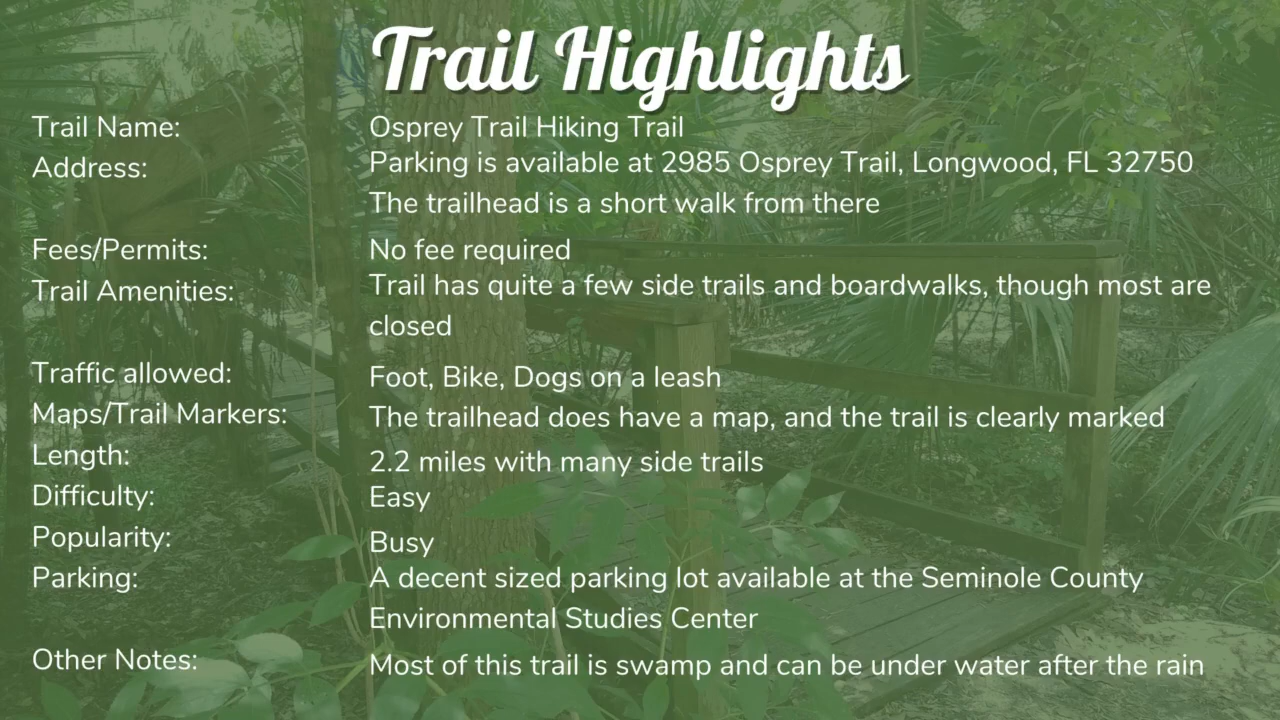 Trail Highlights
Trail Name: Osprey Trail Hiking Trail
Address: Parking is available at 2985 Osprey Trail, Longwood, FL 32750
The trailhead is a short walk from there
Fees/Permits: No fee required
Trail Amenities: Trail has quite a few side trails and boardwalks, though most are
closed
Traffic allowed: Foot, Bike, Dogs on a leash
Maps/Trail Markers: The trailhead does have a map, and the trail is clearly marked
Length: 2.2 miles with many side trails
Difficulty: Easy
Popularity: Busy
Parking: A decent sized parking lot available at the Seminole County
Environmental Studies Center
Other Notes: Most of this trail is swamp and can be under water after the rain